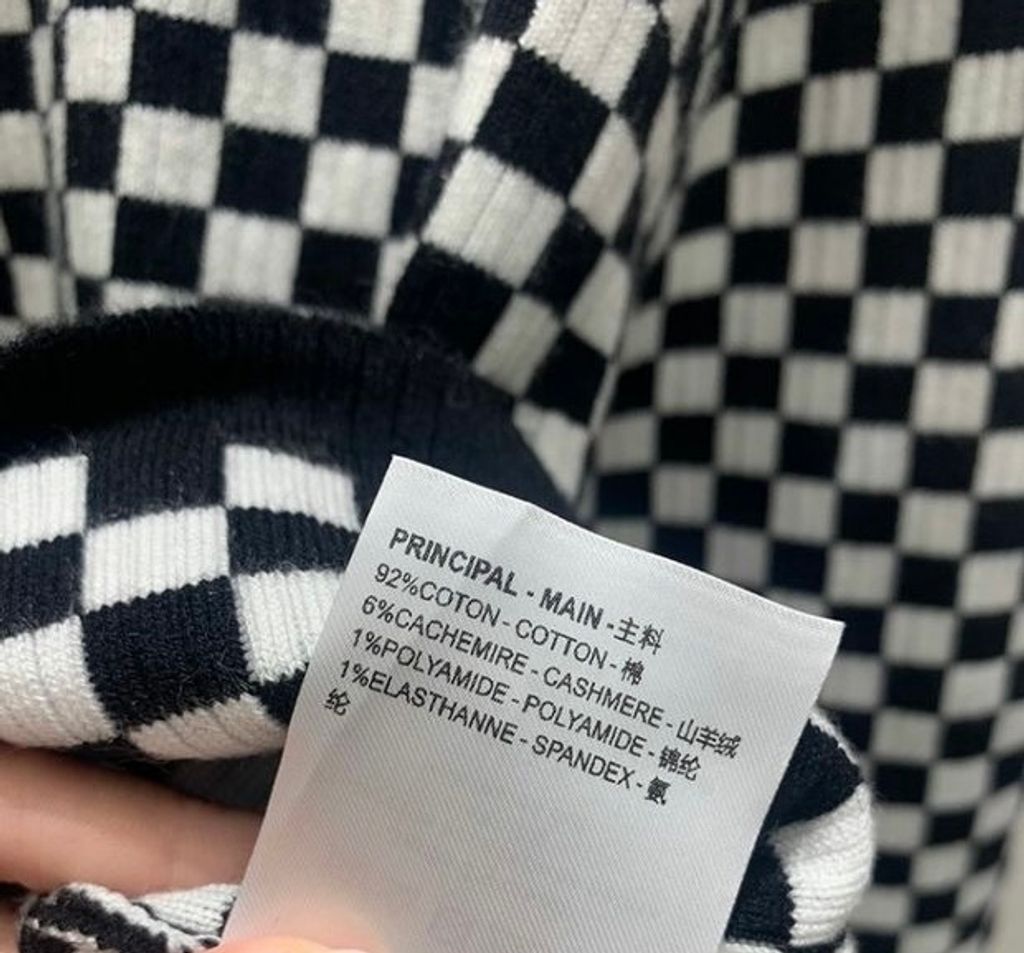 PRINCIPAL - MAIN -主料
92%COTON - COTTON - 棉
6%CACHEMIRE - CASHMERE - 山羊绒
1%POLYAMIDE - POLYAMIDE - 锦纶
1%ELASTHANNE - SPANDEX - 氨
纶